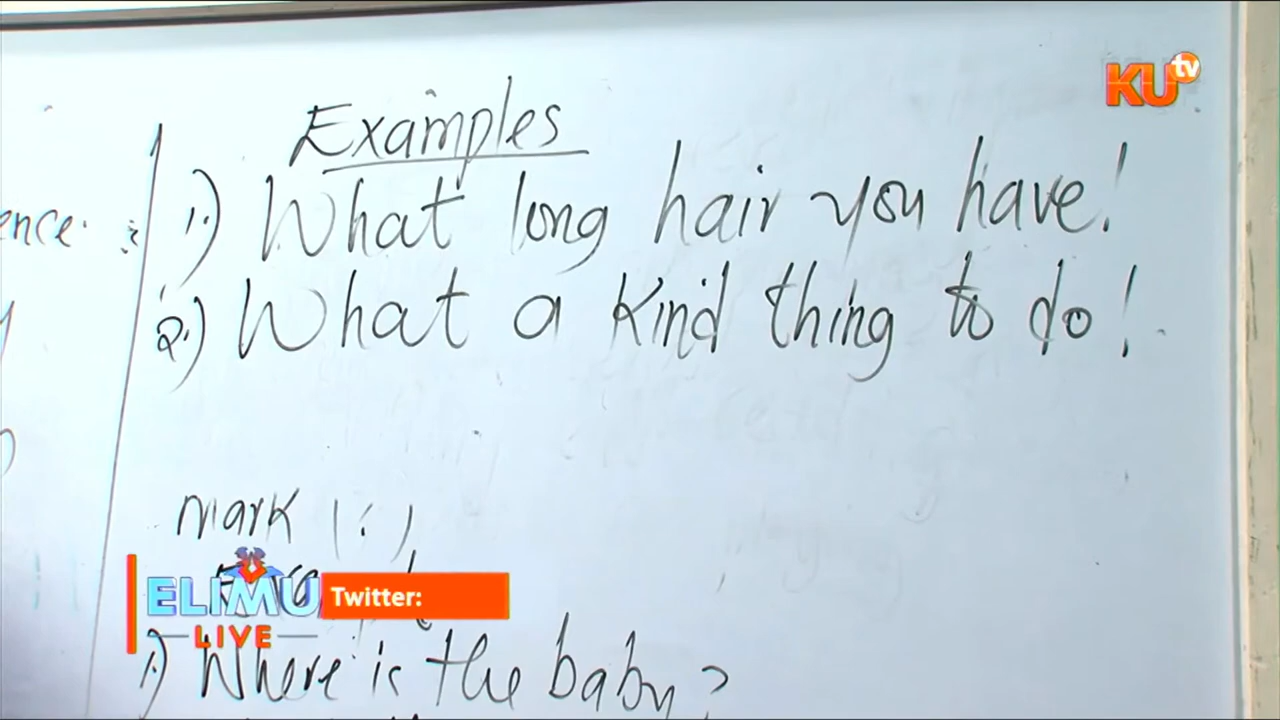 KU tv
Examples
1.) What long hair you have!
ence.
2.) What a kind thing to do!
mark (?),
ELIMU
LIVE
Twitter:
1.) Where is the baby?